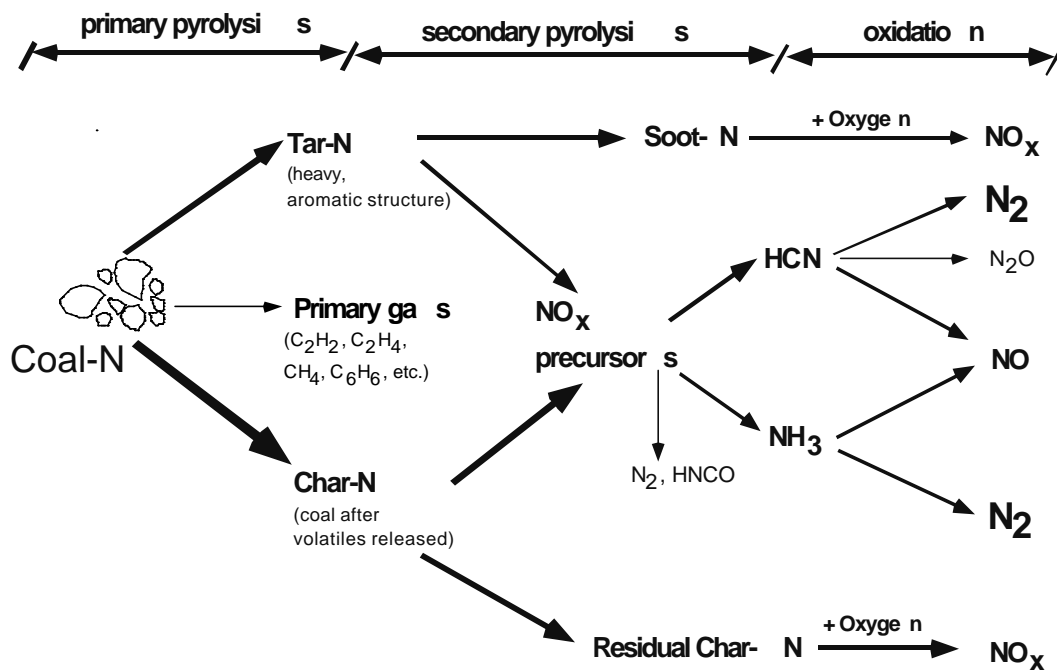 primary pyrolysi s
secondary pyrolysi s
oxidatio n
Tar-N
(heavy,
aromatic structure)
Soot- N
+ Oxyge n
NOx
N2
HCN
N2O
Primary ga s
(C2H2, C2H4,
CH4, C6H6, etc.)
NOx
precursor s
Coal-N
NO
NH3
N2, HNCO
Char-N
(coal after
volatiles released)
N2
Residual Char- N
+ Oxyge n
NOx